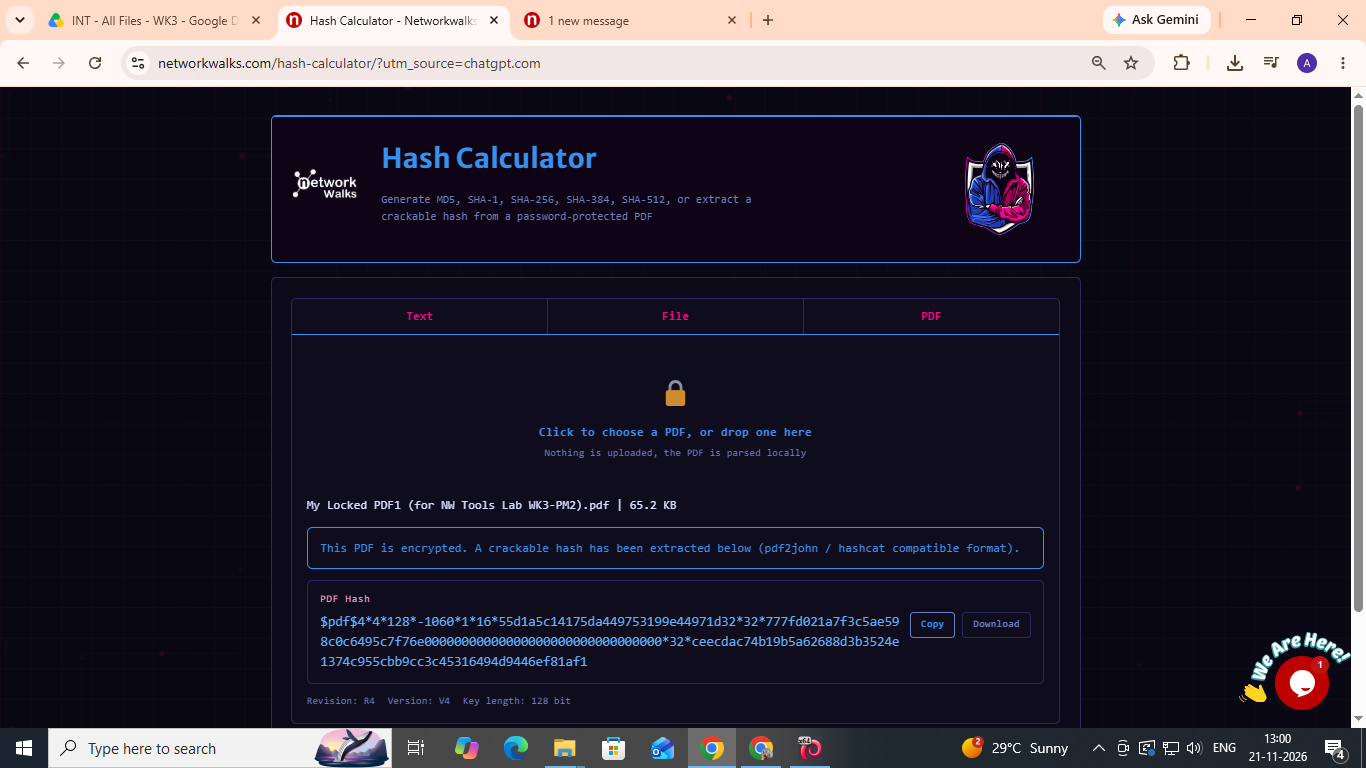 INT - All Files - WK3 - Google D
Hash Calculator - Networkwalks
1 new message
Ask Gemini
networkwalks.com/hash-calculator/?utm_source=chatgpt.com
A
network
Walks
Hash Calculator
Generate MD5, SHA-1, SHA-256, SHA-384, SHA-512, or extract a
crackable hash from a password-protected PDF
Text
File
PDF
Click to choose a PDF, or drop one here
Nothing is uploaded, the PDF is parsed locally
My Locked PDF1 (for NW Tools Lab WK3-PM2).pdf | 65.2 KB
This PDF is encrypted. A crackable hash has been extracted below (pdf2john / hashcat compatible format).
PDF Hash
$pdf$4*4*128*-1060*1*16*55d1a5c14175da449753199e44971d32*32*777fd021a7f3c5ae59
8c0c6495c7f76e00000000000000000000000000000000*32*ceecdac74b19b5a62688d3b3524e
1374c955cbb9cc3c45316494d9446ef81af1
Copy
Download
Revision: R4 Version: V4 Key length: 128 bit
We Are Here!
1
Type here to search
2
29°C Sunny
ENG
13:00
21-11-2026
4